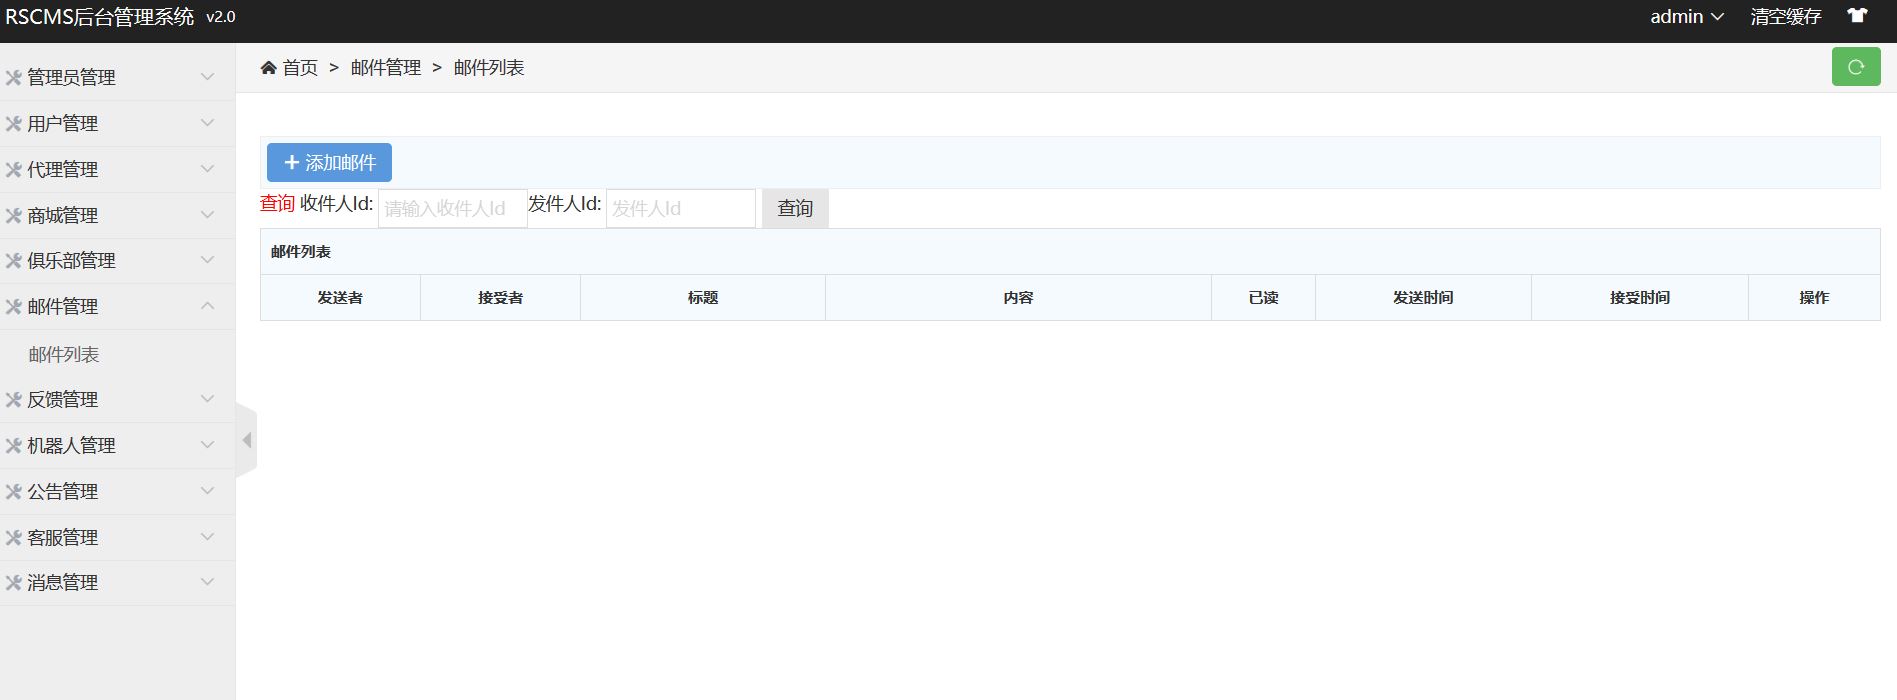 RSCMS后台管理系统 v2.0
admin 清空缓存
管理员管理
用户管理
代理管理
商城管理
俱乐部管理
邮件管理
邮件列表
反馈管理
机器人管理
公告管理
客服管理
消息管理
首页 > 邮件管理 > 邮件列表
添加邮件
查询 收件人Id: 请输入收件人Id 发件人Id: 发件人Id 查询
邮件列表
发送者 接受者 标题 内容 已读 发送时间 接受时间 操作